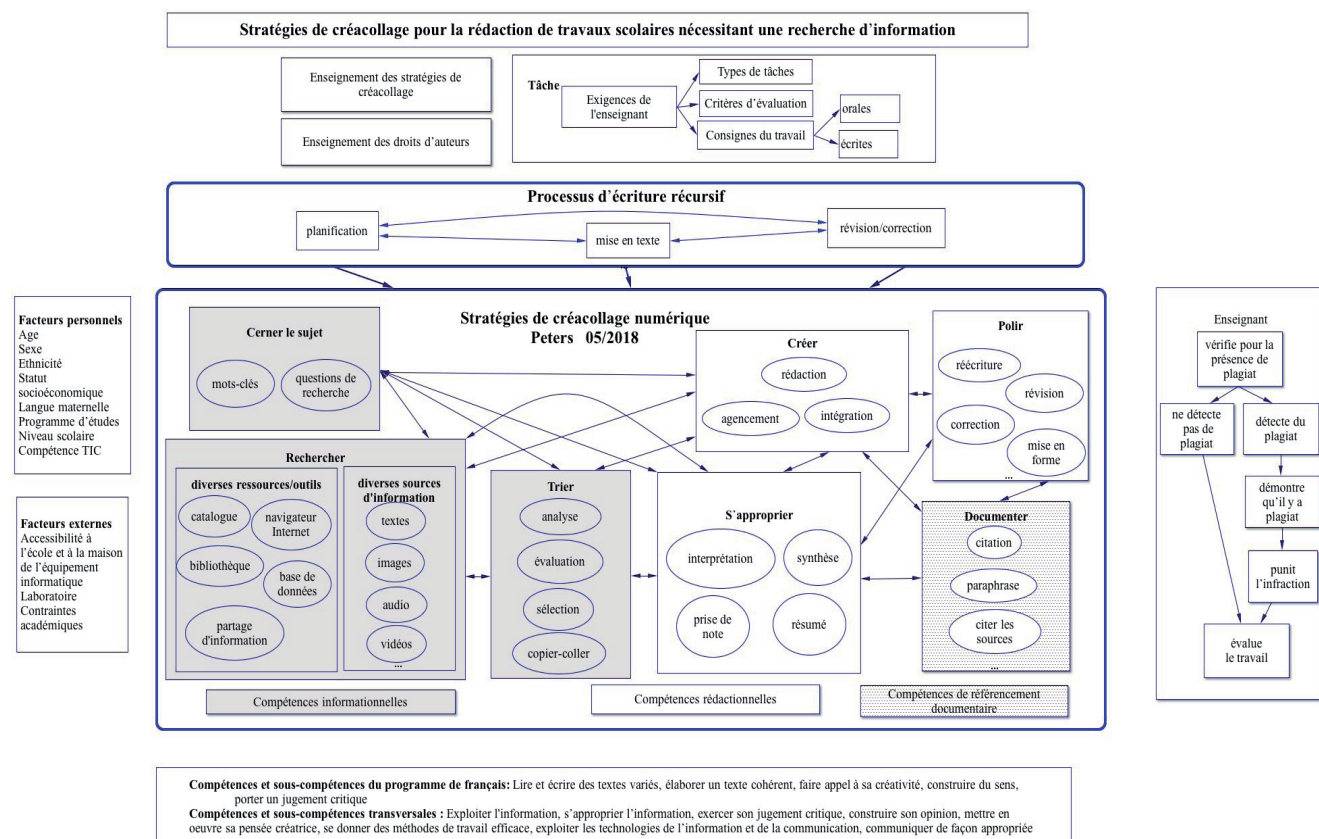 Stratégies de créacollage pour la rédaction de travaux scolaires nécessitant une recherche d'information
Enseignement des stratégies de
créacollage
Enseignement des droits d'auteurs
Tâche
Exigences de
l'enseignant
Types de tâches
Critères d'évaluation
Consignes du travail
orales
écrites
Processus d'écriture récursif
planification
mise en texte
révision/correction
Facteurs personnels
Age
Sexe
Ethnicité
Statut
socioéconomique
Langue maternelle
Programme d'études
Niveau scolaire
Compétence TIC
Facteurs externes
Accessibilité à
l'école et à la maison
de l'équipement
informatique
Laboratoire
Contraintes
académiques
Stratégies de créacollage numérique
Peters 05/2018
Cerner le sujet
mots-clés
questions de
recherche
Rechercher
diverses ressources/outils
catalogue
navigateur
Internet
bibliothèque
base de
données
partage
d'information
diverses sources
d'information
textes
images
audio
vidéos
...
Trier
analyse
évaluation
sélection
copier-coller
Créer
rédaction
agencement
intégration
S'approprier
interprétation
synthèse
prise de
note
résumé
Polir
réécriture
révision
correction
mise en
forme
...
Documenter
citation
paraphrase
citer les
sources
...
Compétences informationnelles
Compétences rédactionnelles
Compétences de référencement
documentaire
Enseignant
vérifie pour la
présence de
plagiat
ne détecte
pas de
plagiat
détecte du
plagiat
démontre
qu'il y a
plagiat
punit
l'infraction
évalue
le travail
Compétences et sous-compétences du programme de français: Lire et écrire des textes variés, élaborer un texte cohérent, faire appel à sa créativité, construire du sens,
porter un jugement critique
Compétences et sous-compétences transversales : Exploiter l'information, s'approprier l'information, exercer son jugement critique, construire son opinion, mettre en
oeuvre sa pensée créatrice, se donner des méthodes de travail efficace, exploiter les technologies de l'information et de la communication, communiquer de façon appropriée